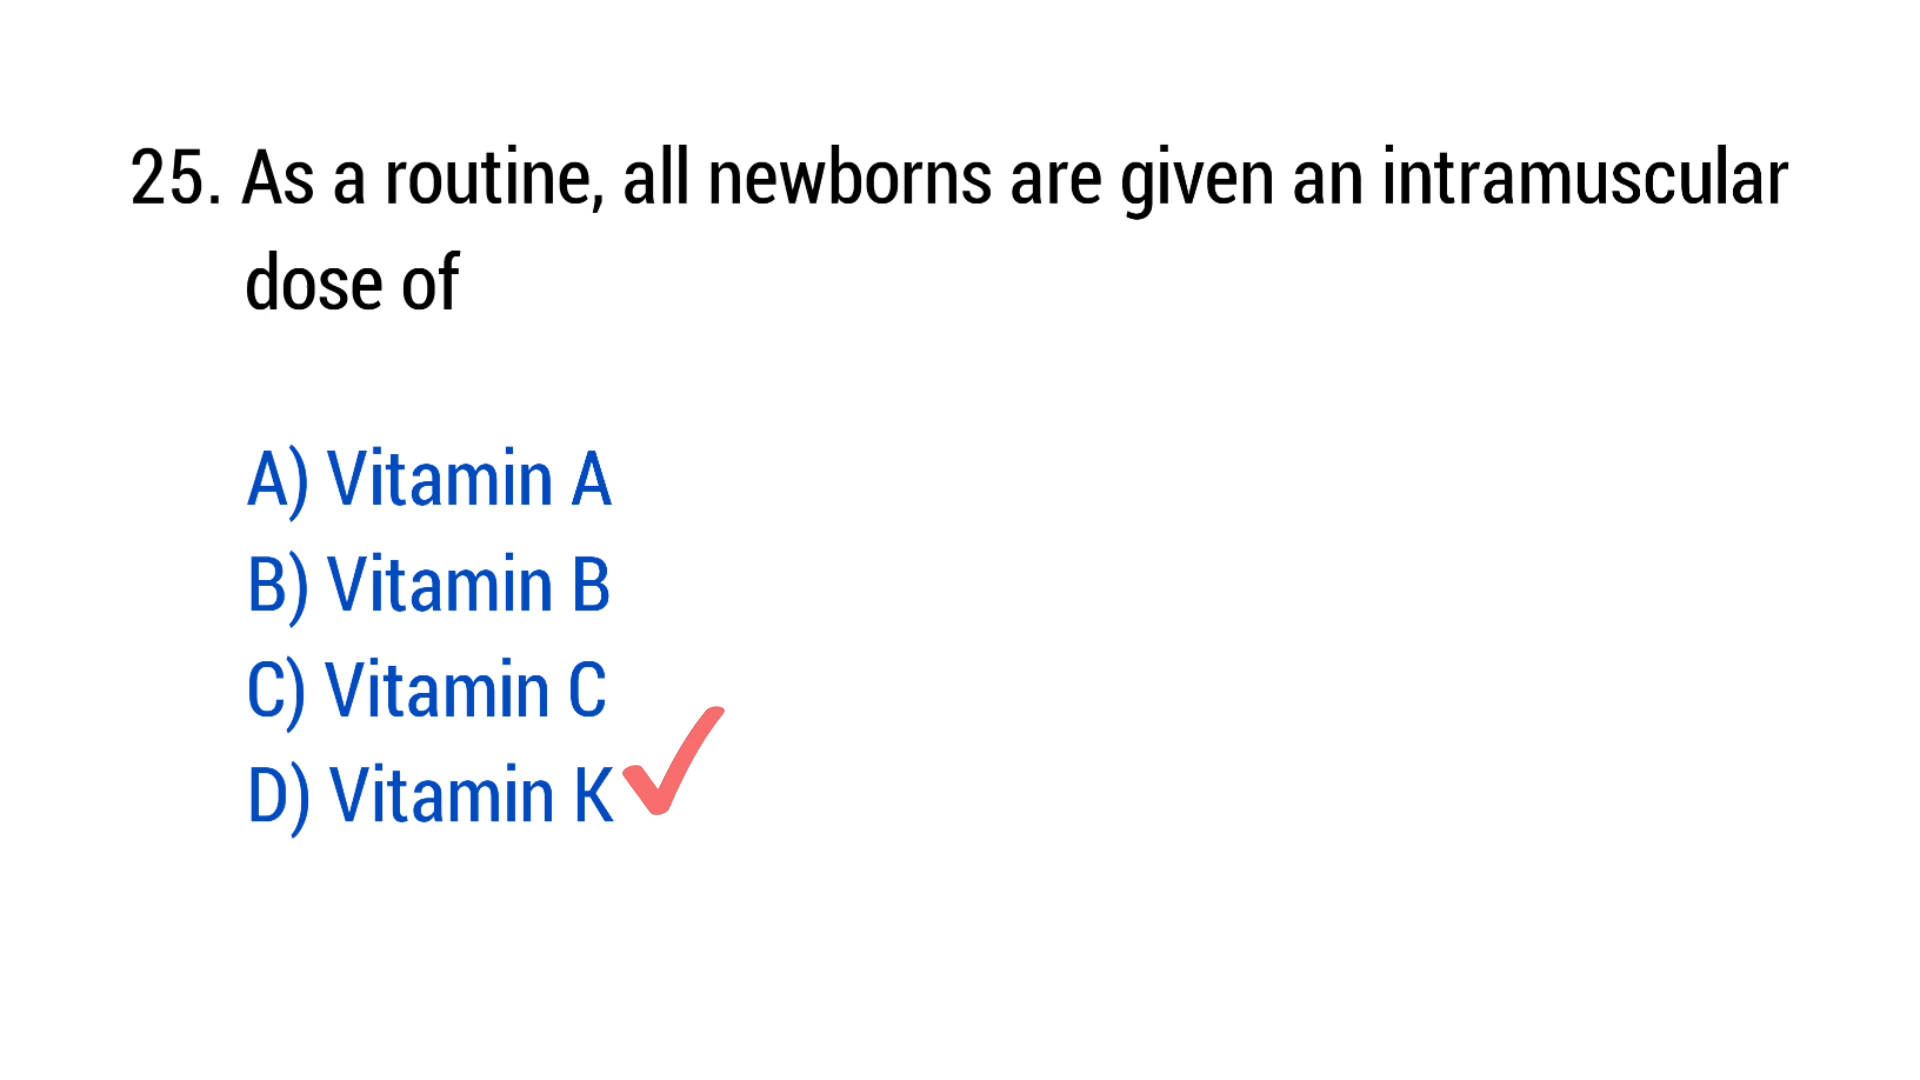 25. As a routine, all newborns are given an intramuscular
dose of
A) Vitamin A
B) Vitamin B
C) Vitamin C
D) Vitamin K